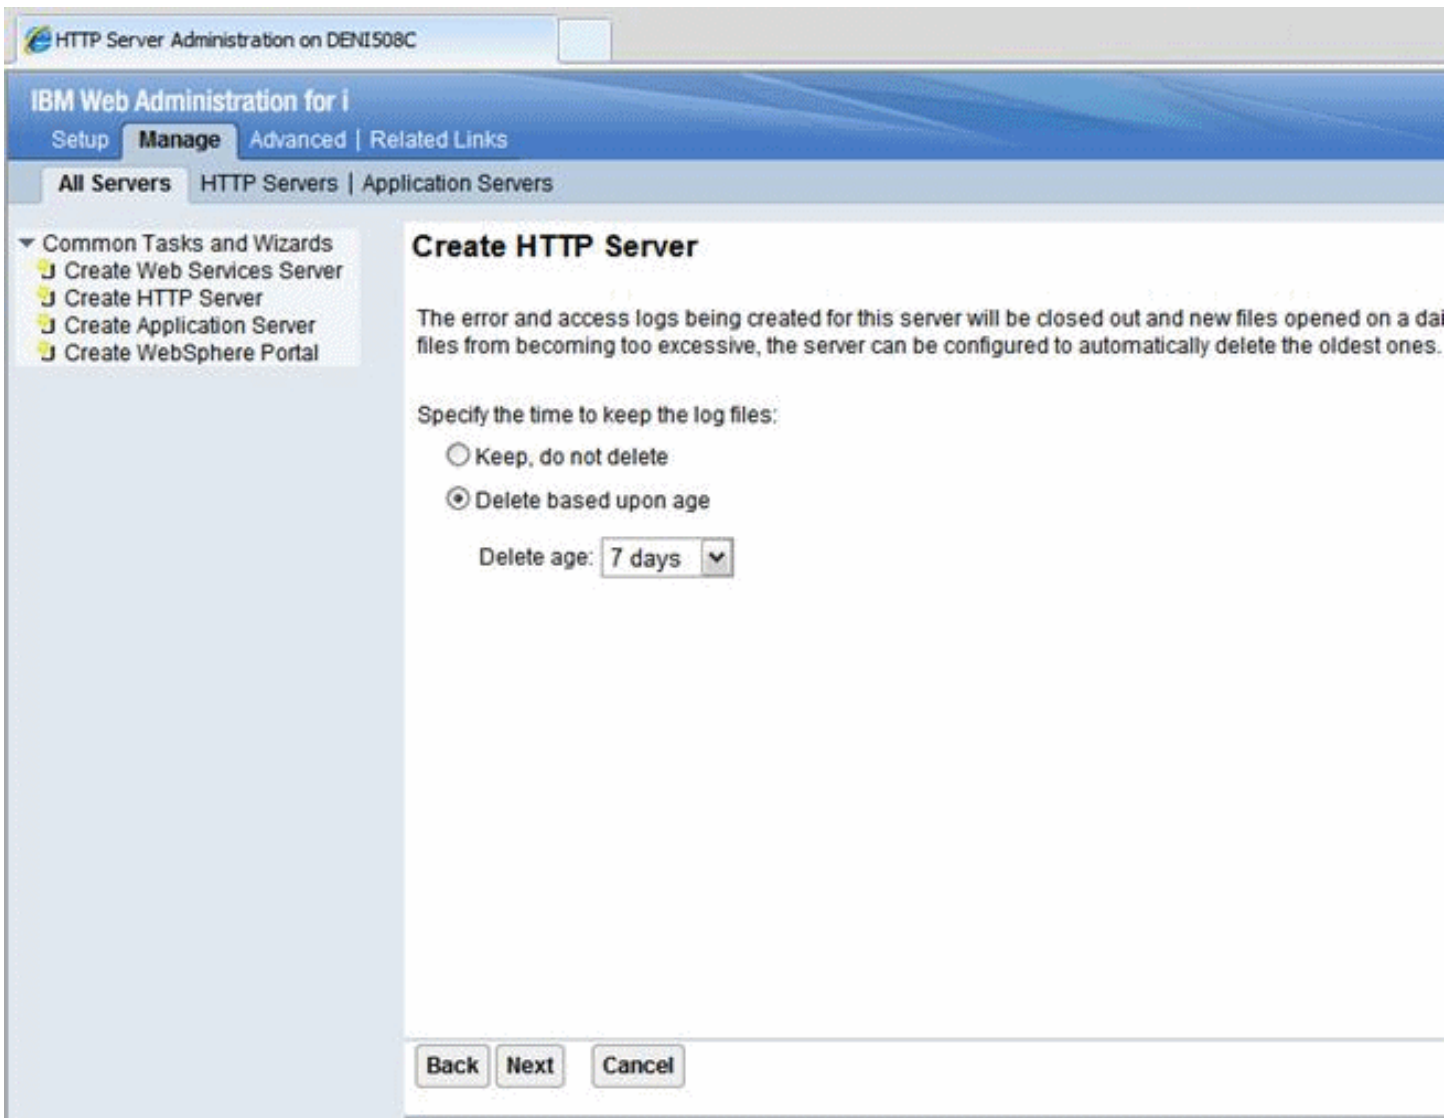 HTTP Server Administration on DENI508C
IBM Web Administration for i
Setup Manage Advanced | Related Links
All Servers HTTP Servers | Application Servers
Common Tasks and Wizards
Create Web Services Server
Create HTTP Server
Create Application Server
Create WebSphere Portal
Create HTTP Server
The error and access logs being created for this server will be closed out and new files opened on a dai
files from becoming too excessive, the server can be configured to automatically delete the oldest ones.
Specify the time to keep the log files:
Keep, do not delete
Delete based upon age
Delete age: 7 days
Back Next Cancel